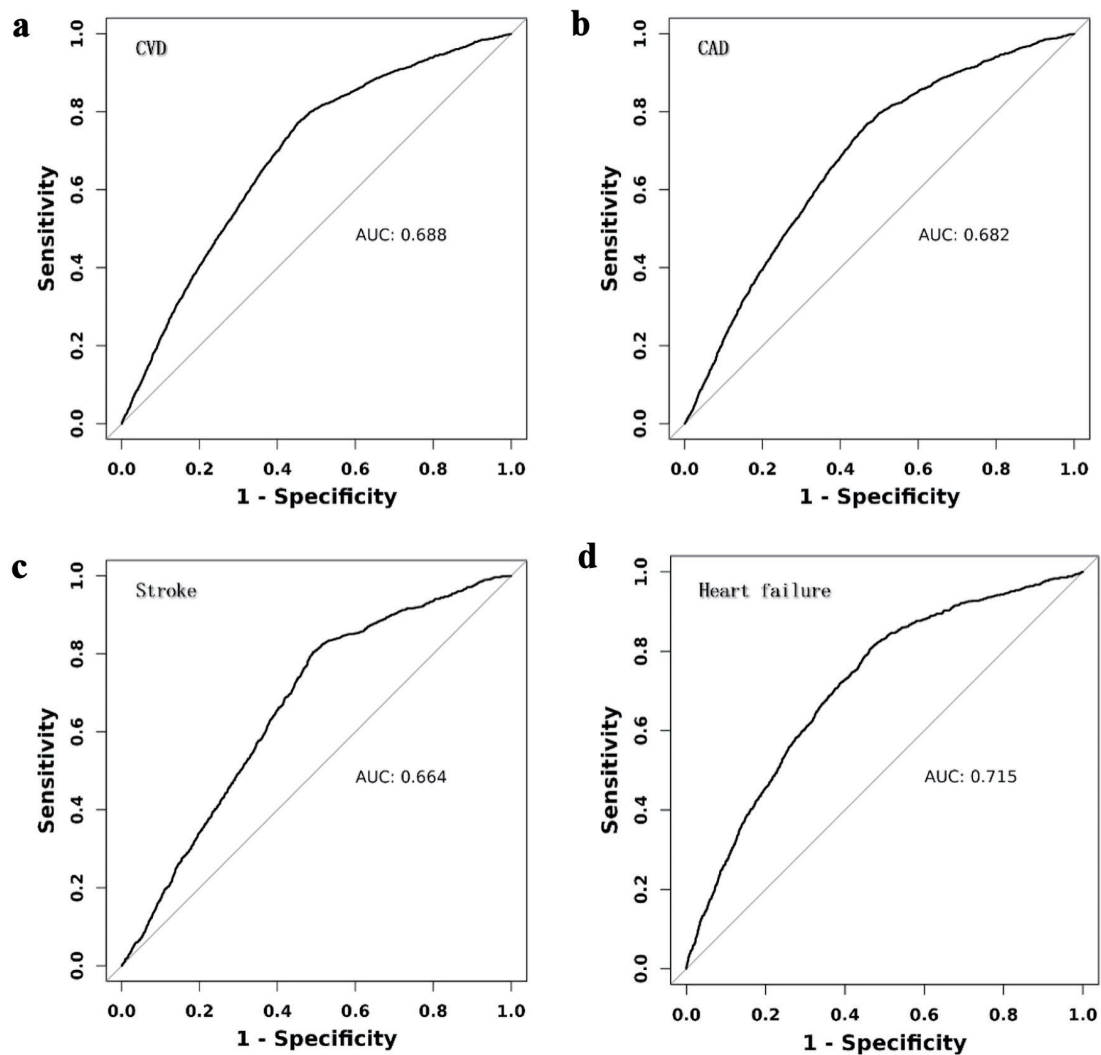 a
CVD
1.0
0.8
0.6
0.4
0.2
0.0
Sensitivity
AUC: 0.688
0.0 0.2 0.4 0.6 0.8 1.0
1 - Specificity
b
CAD
1.0
0.8
0.6
0.4
0.2
0.0
Sensitivity
AUC: 0.682
0.0 0.2 0.4 0.6 0.8 1.0
1 - Specificity
c
Stroke
1.0
0.8
0.6
0.4
0.2
0.0
Sensitivity
AUC: 0.664
0.0 0.2 0.4 0.6 0.8 1.0
1 - Specificity
d
Heart failure
1.0
0.8
0.6
0.4
0.2
0.0
Sensitivity
AUC: 0.715
0.0 0.2 0.4 0.6 0.8 1.0
1 - Specificity